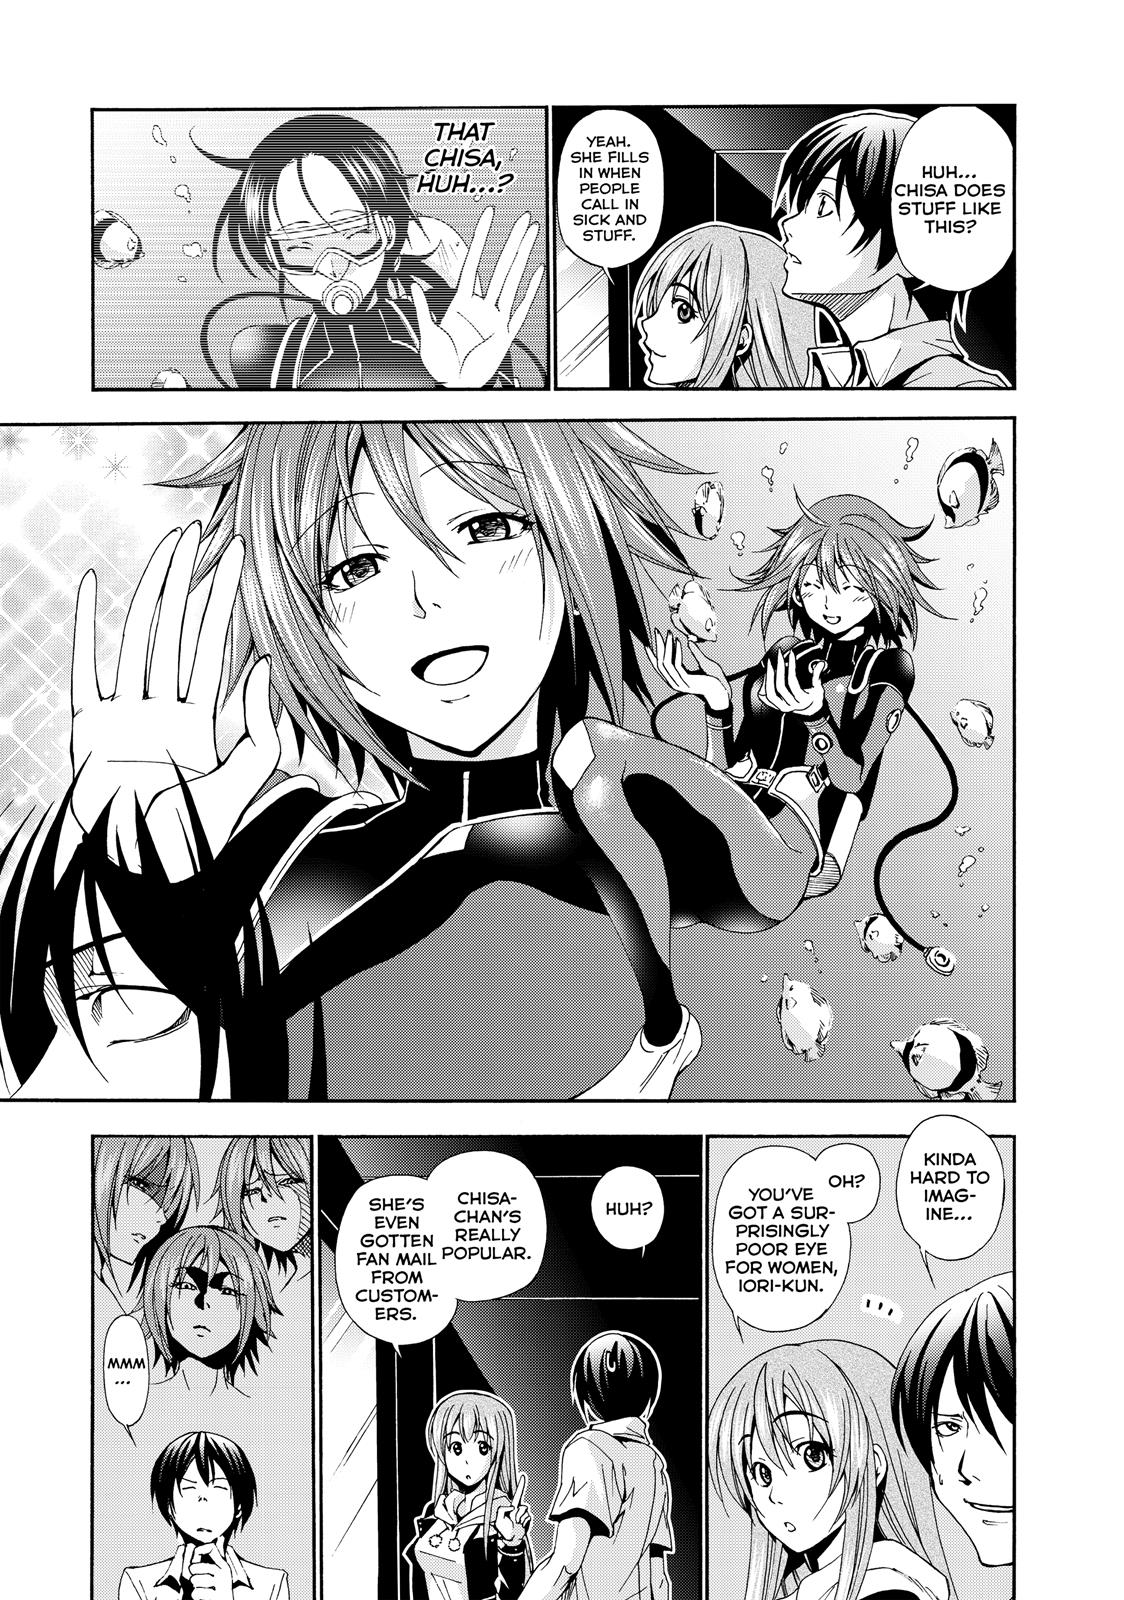 HUH...
CHISA DOES
STUFF LIKE
THIS?
YEAH.
SHE FILLS
IN WHEN
PEOPLE
CALL IN
SICK AND
STUFF.
THAT
CHISA,
HUH...?
KINDA
HARD TO
IMAG-
INE...
OH?
YOU'VE
GOT A SUR-
PRISINGLY
POOR EYE
FOR WOMEN,
IORI-KUN.
...
HUH?
CHISA-
CHAN'S
REALLY
POPULAR.
SHE'S
EVEN
GOTTEN
FAN MAIL
FROM
CUSTOM-
ERS.
MMM
...